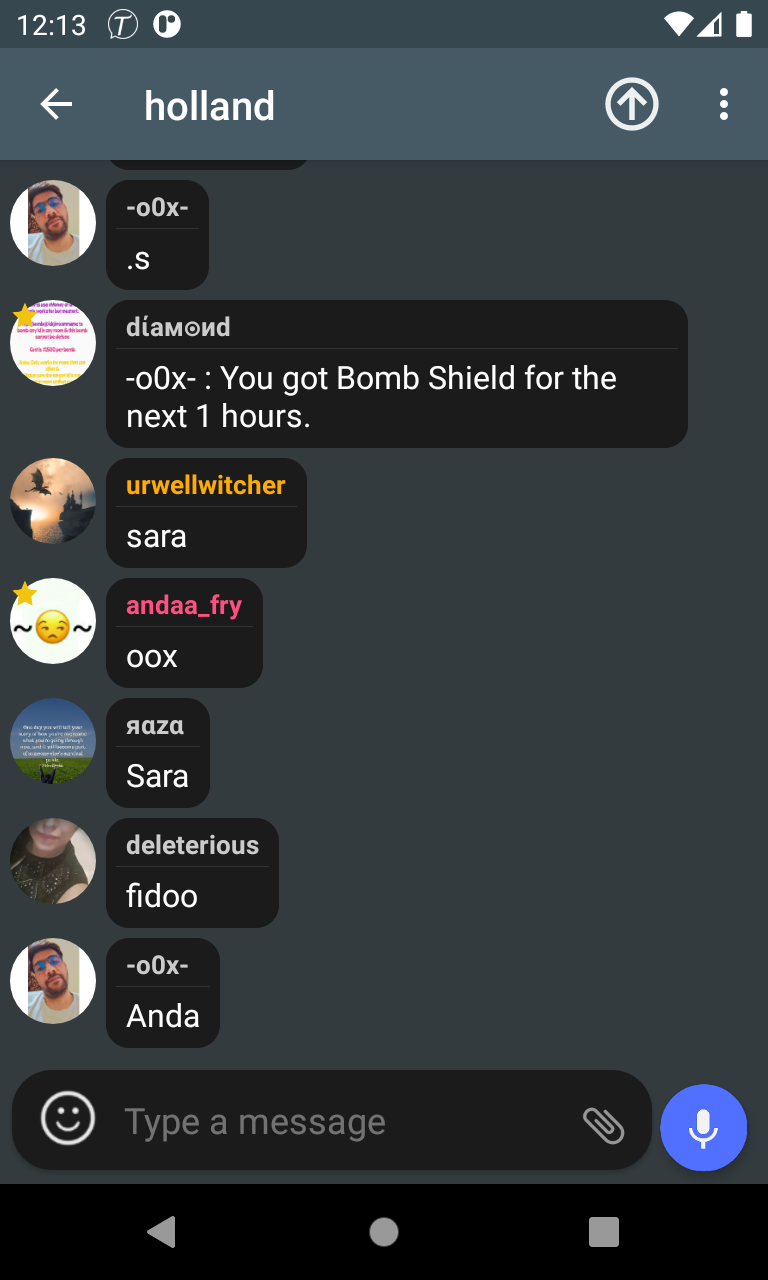 12:13
holland
-o0x-
.s
dίaмʘиd
-o0x- : You got Bomb Shield for the
next 1 hours.
urwellwitcher
sara
andaa_fry
oox
яαzα
Sara
deleterious
fidoo
-o0x-
Anda
Type a message